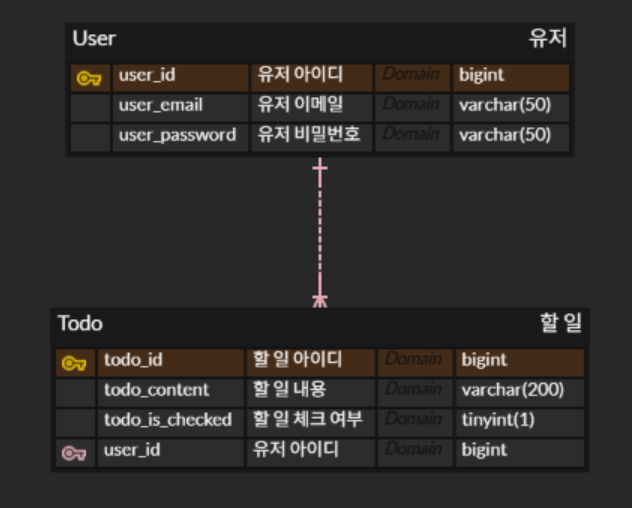 User 유저
user_id 유저 아이디 Domain bigint
user_email 유저 이메일 Domain varchar(50)
user_password 유저 비밀번호 Domain varchar(50)
Todo 할 일
todo_id 할 일 아이디 Domain bigint
todo_content 할 일 내용 Domain varchar(200)
todo_is_checked 할 일 체크 여부 Domain tinyint(1)
user_id 유저 아이디 Domain bigint